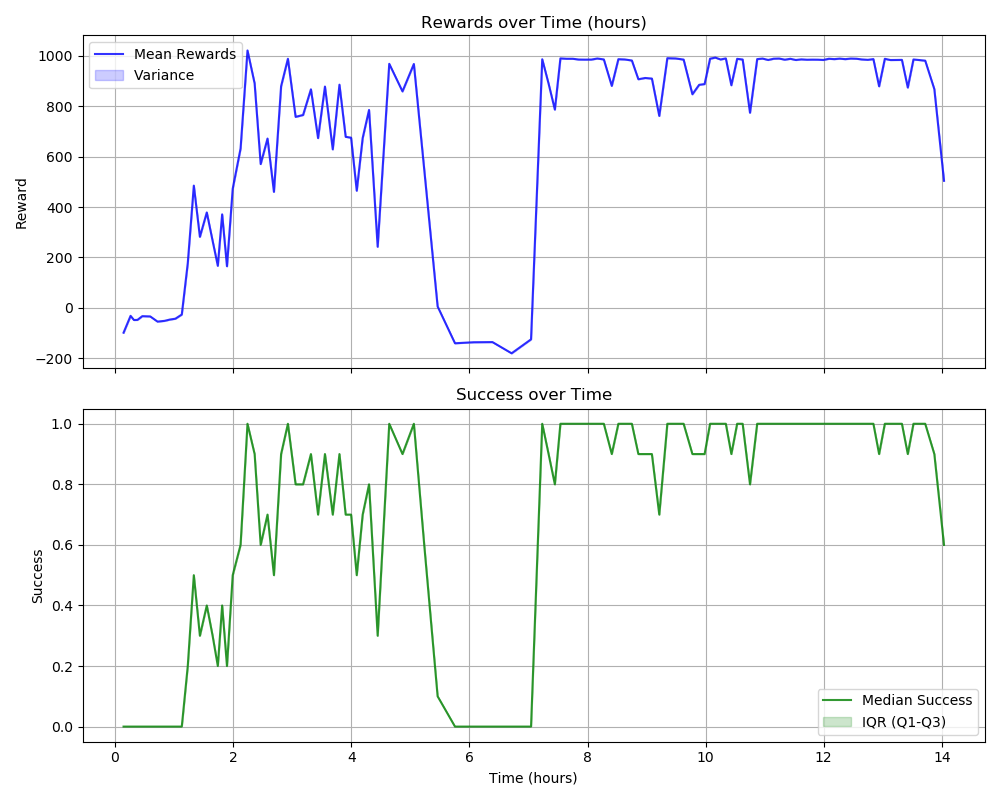 Rewards over Time (hours)
Mean Rewards
Variance
1000
800
600
400
200
0
−200
Reward
Success over Time
1.0
0.8
0.6
0.4
0.2
0.0
Success
Median Success
IQR (Q1-Q3)
0 2 4 6 8 10 12 14
Time (hours)